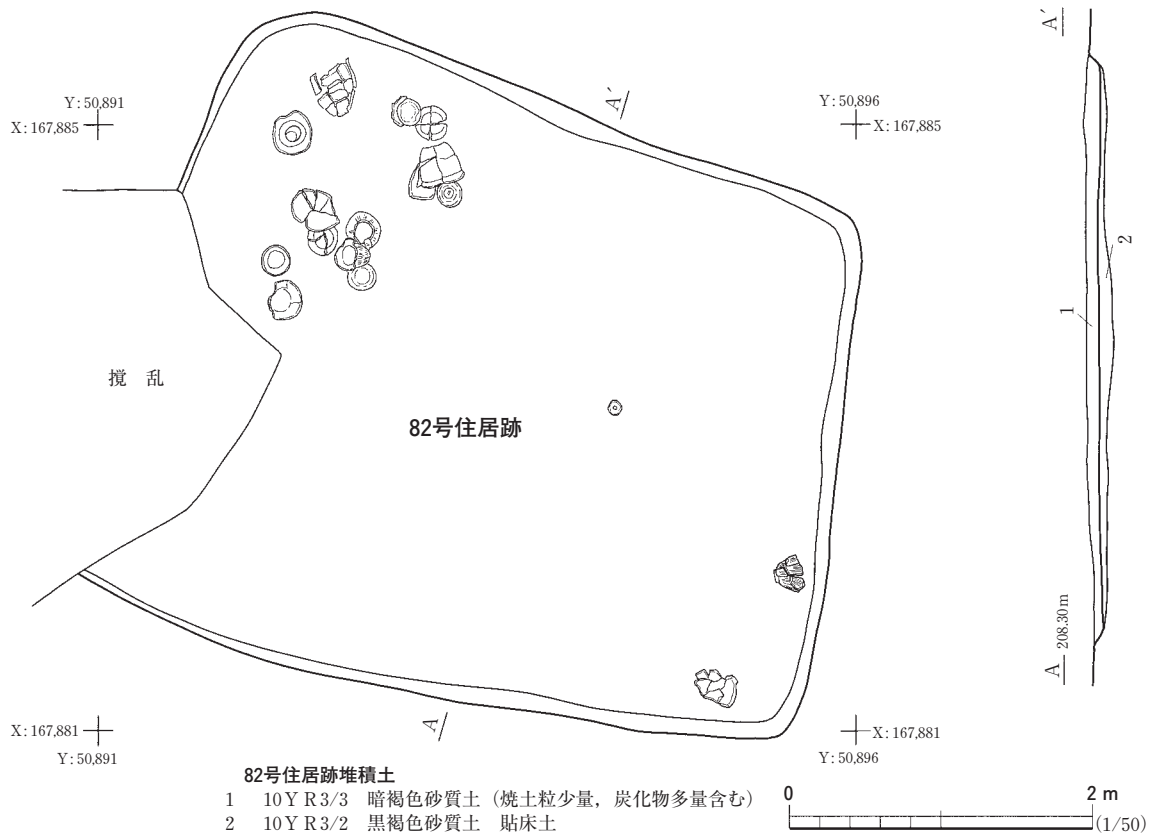 A′
A′
Y: 50,891
X: 167,885
Y: 50,896
X: 167,885
2
1
撹 乱
82号住居跡
A 208.30m
X: 167,881
Y: 50,891
A
X: 167,881
Y: 50,896
82号住居跡堆積土
1 10YR3/3 暗褐色砂質土（焼土粒少量，炭化物多量含む）
2 10YR3/2 黒褐色砂質土 貼床土
0 2 m
(1/50)